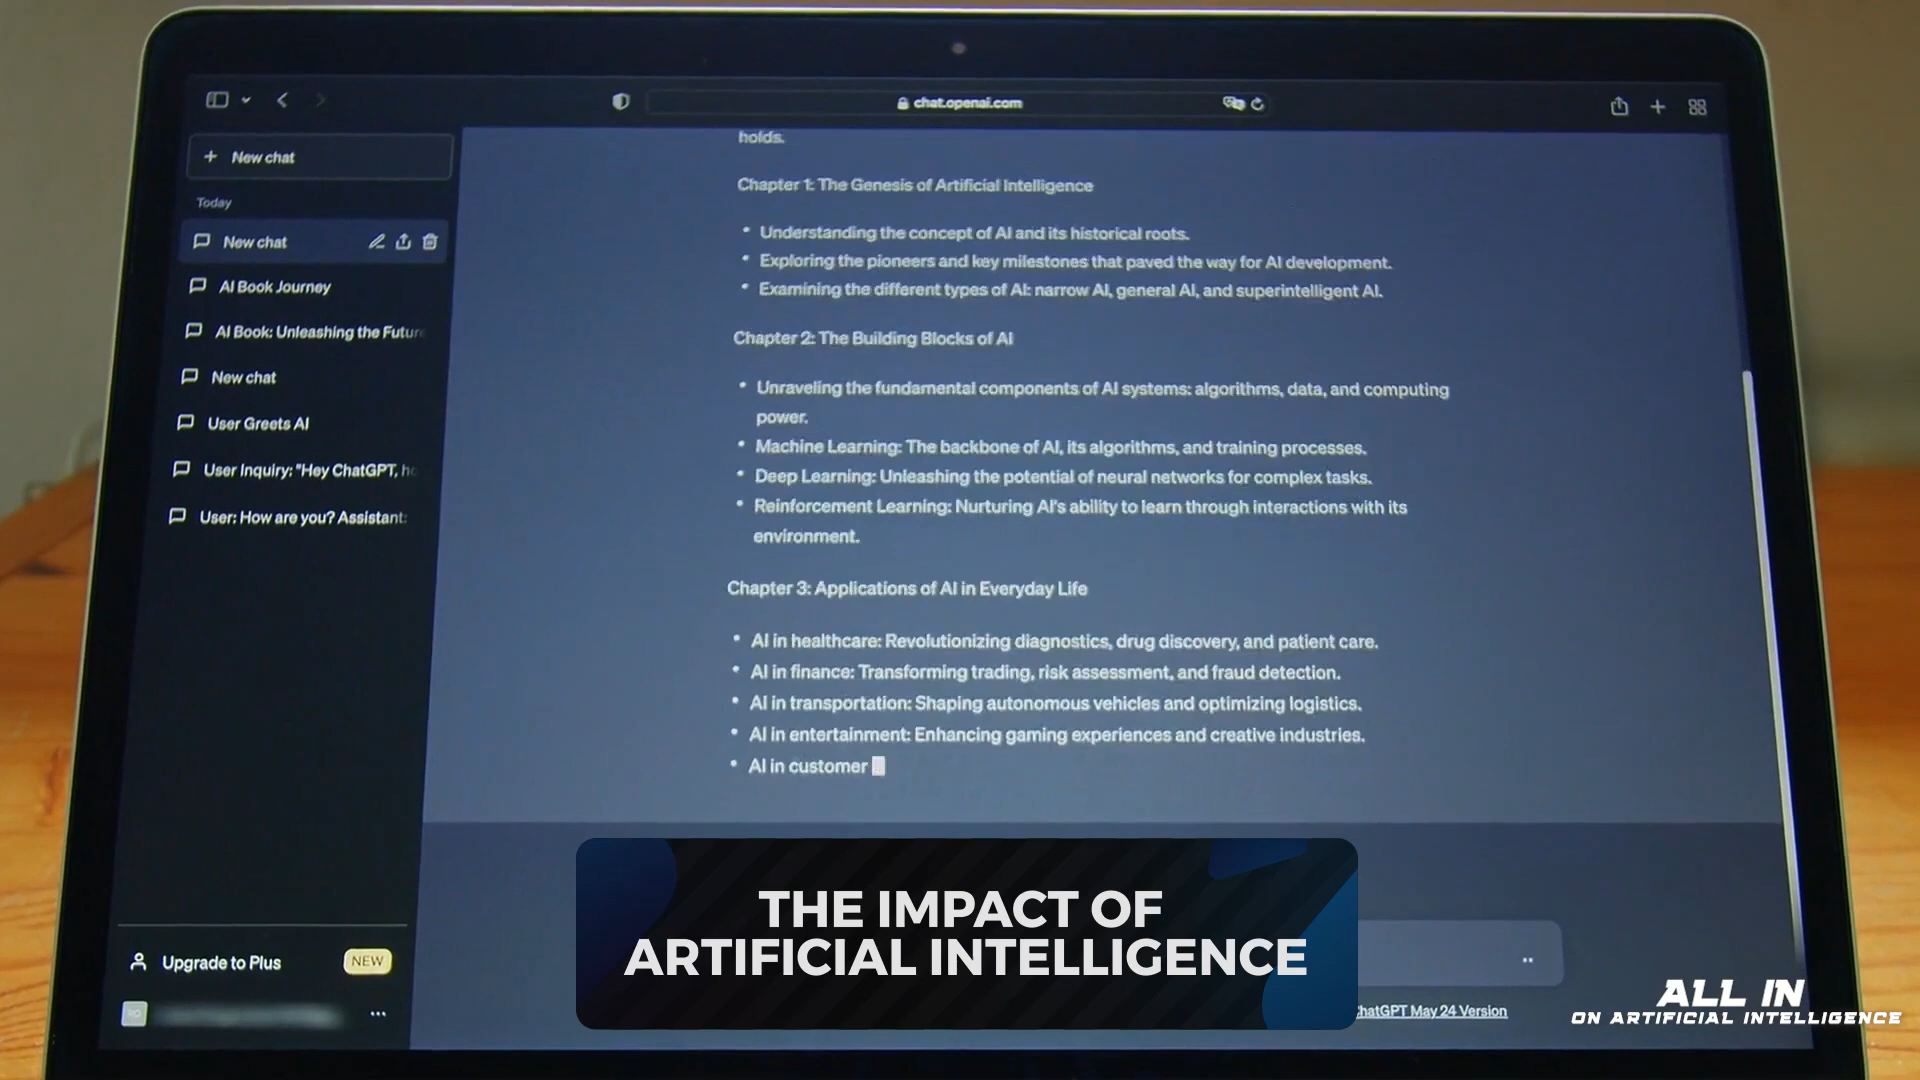 chat.openai.com
New chat
Today
New chat
AI Book Journey
AI Book: Unleashing the Future
New chat
User Greets AI
User Inquiry: "Hey ChatGPT, ho
User: How are you? Assistant:
Upgrade to Plus
NEW
holds.
Chapter 1: The Genesis of Artificial Intelligence
• Understanding the concept of AI and its historical roots.
• Exploring the pioneers and key milestones that paved the way for AI development.
• Examining the different types of AI: narrow AI, general AI, and superintelligent AI.
Chapter 2: The Building Blocks of AI
• Unraveling the fundamental components of AI systems: algorithms, data, and computing
power.
• Machine Learning: The backbone of AI, its algorithms, and training processes.
• Deep Learning: Unleashing the potential of neural networks for complex tasks.
• Reinforcement Learning: Nurturing AI's ability to learn through interactions with its
environment.
Chapter 3: Applications of AI in Everyday Life
• AI in healthcare: Revolutionizing diagnostics, drug discovery, and patient care.
• AI in finance: Transforming trading, risk assessment, and fraud detection.
• AI in transportation: Shaping autonomous vehicles and optimizing logistics.
• AI in entertainment: Enhancing gaming experiences and creative industries.
• AI in customer
THE IMPACT OF
ARTIFICIAL INTELLIGENCE
hatGPT May 24 Version
ALL IN
ON ARTIFICIAL INTELLIGENCE